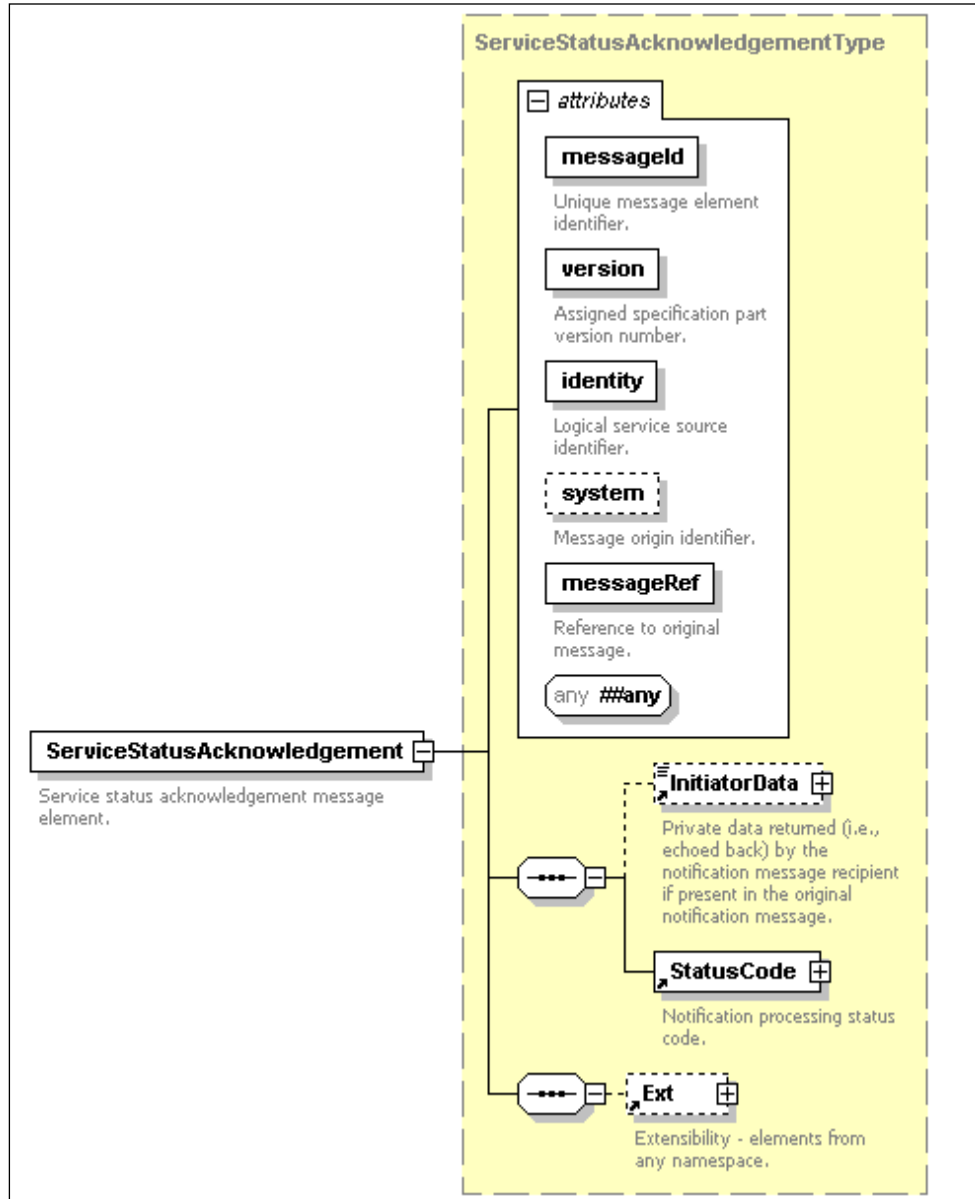 ServiceStatusAcknowledgementType
attributes
messageId
Unique message element
identifier.
version
Assigned specification part
version number.
identity
Logical service source
identifier.
system
Message origin identifier.
messageRef
Reference to original
message.
any ##any
ServiceStatusAcknowledgement
Service status acknowledgement message
element.
InitiatorData
Private data returned (i.e.,
echoed back) by the
notification message recipient
if present in the original
notification message.
StatusCode
Notification processing status
code.
Ext
Extensibility - elements from
any namespace.